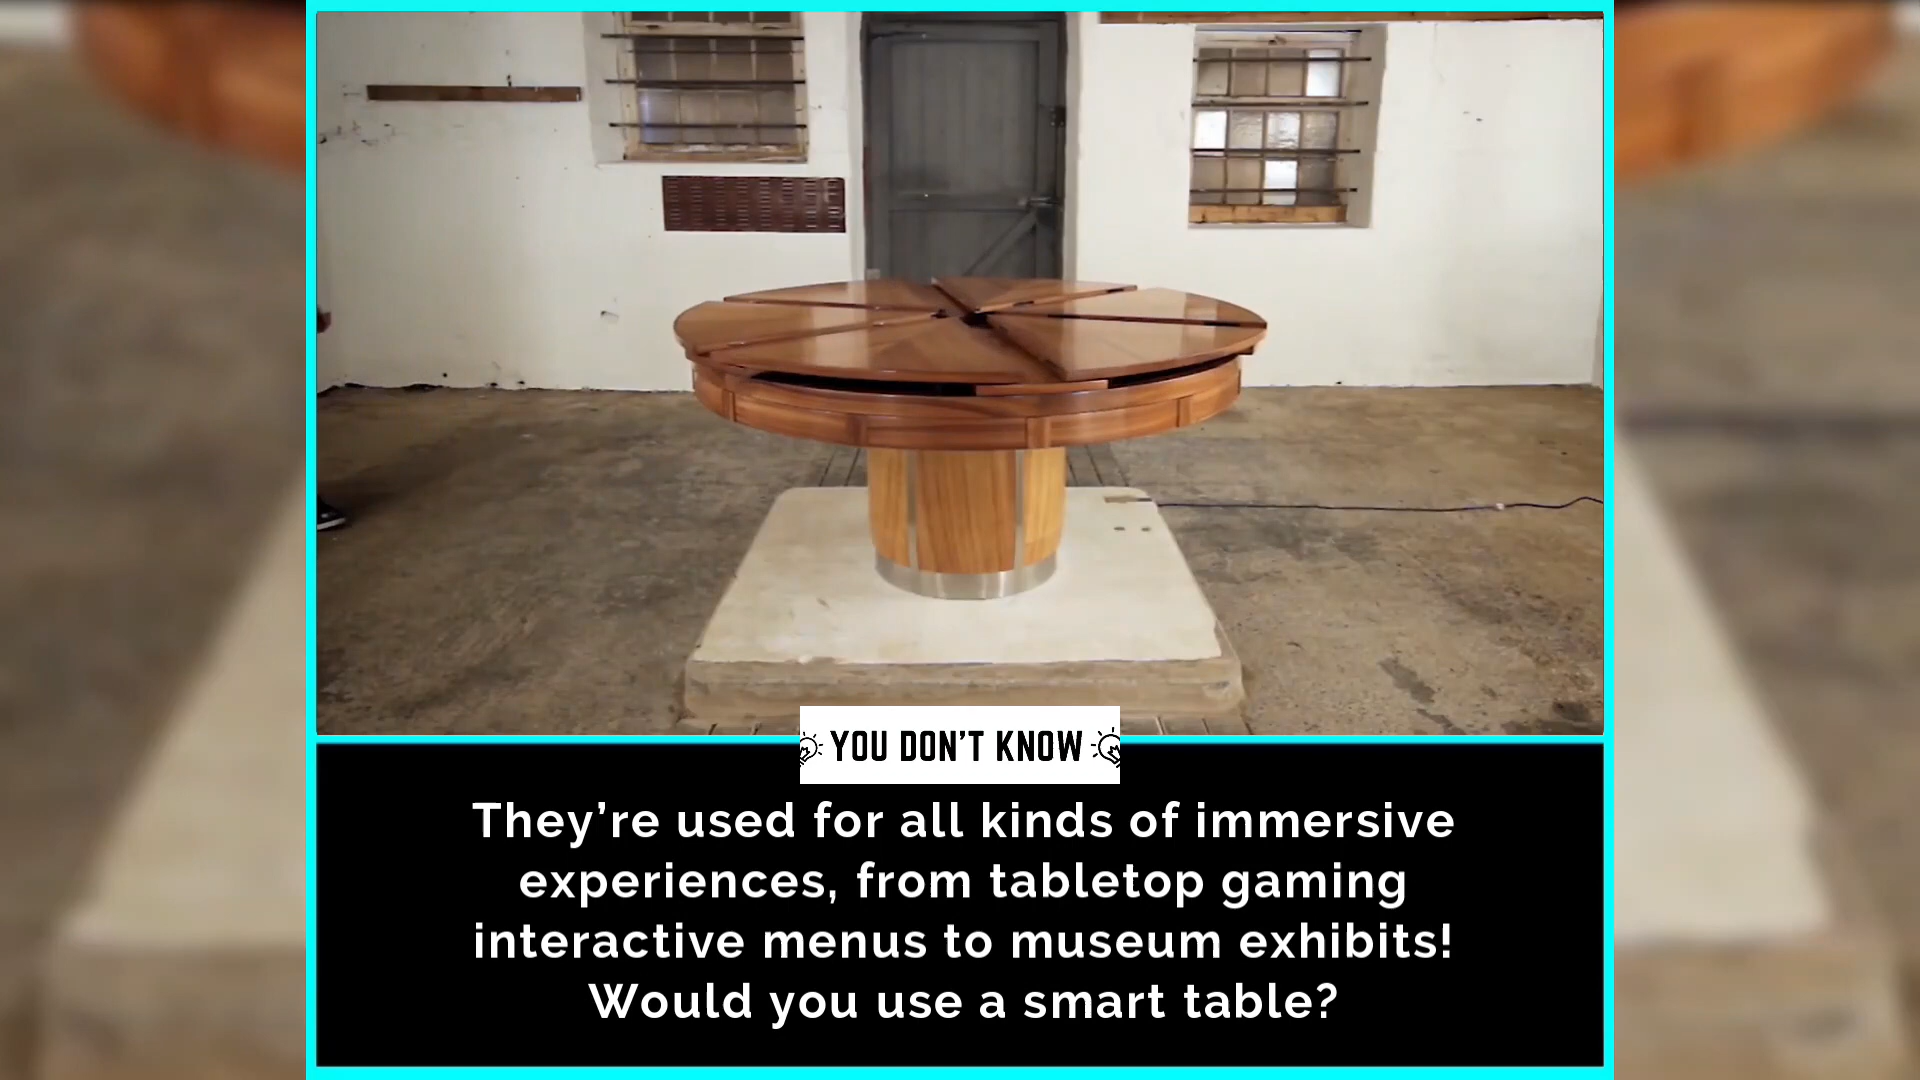 YOU DON'T KNOW
They're used for all kinds of immersive
experiences, from tabletop gaming
interactive menus to museum exhibits!
Would you use a smart table?